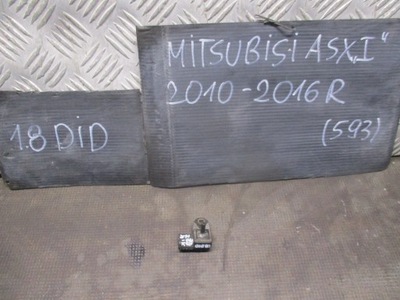 MITSUBISI ASX „I"
2010-2016R
1.8 DID
(593)